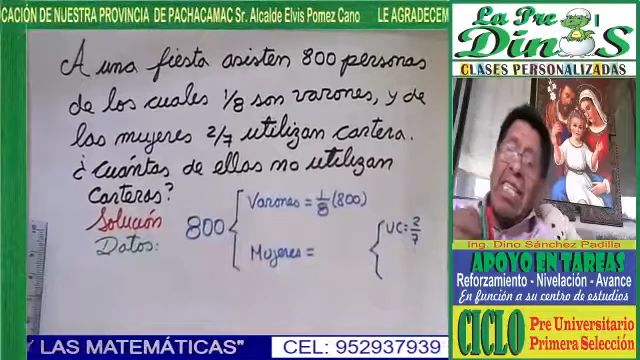 CACIÓN DE NUESTRA PROVINCIA DE PACHACAMAC Sr. Alcalde Elvis Pomez Cano LE AGRADECEM
A una fiesta asisten 800 personas
de los cuales 1/8 son varones, y de
las mujeres 2/7 utilizan cartera.
¿cuántas de ellas no utilizan
carteras?
Solución
Datos:
800
Varones = 1/8 (800)
Mujeres =
UC = 2/7
Y LAS MATEMÁTICAS" CEL: 952937939
La Pre
DinoS
CLASES PERSONALIZADAS
Ing. Dino Sánchez Padilla
APOYO EN TAREAS
Reforzamiento - Nivelación - Avance
En función a su centro de estudios
CICLO Pre Universitario
Primera Selección